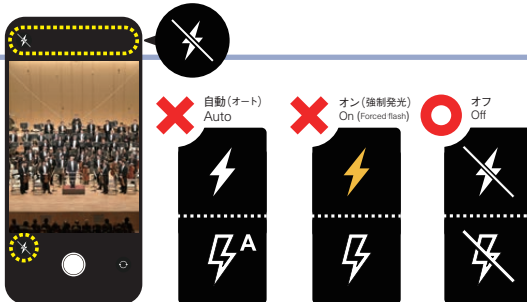 自動（オート）
Auto
オン（強制発光）
On (Forced flash)
オフ
Off
A